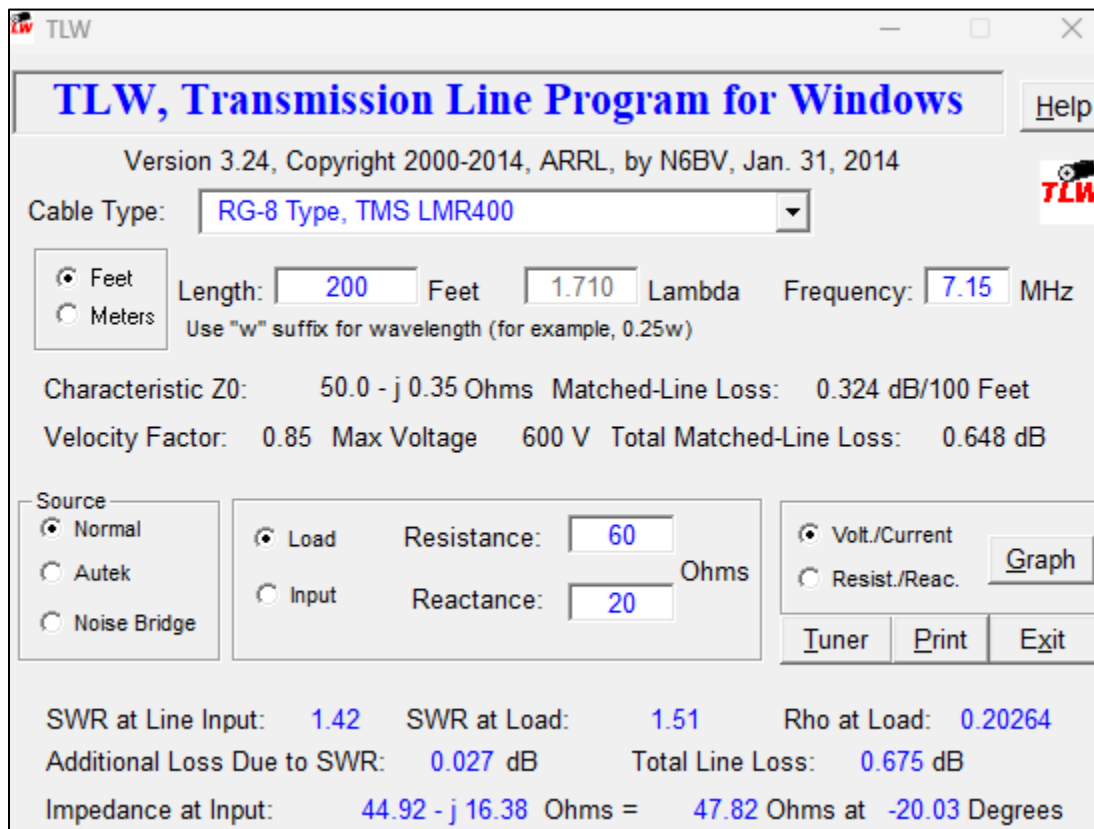 TLW
TLW, Transmission Line Program for Windows
Help
Version 3.24, Copyright 2000-2014, ARRL, by N6BV, Jan. 31, 2014
TLW
Cable Type: RG-8 Type, TMS LMR400
Feet
Meters
Length: 200 Feet 1.710 Lambda Frequency: 7.15 MHz
Use "w" suffix for wavelength (for example, 0.25w)
Characteristic Z0: 50.0 - j 0.35 Ohms Matched-Line Loss: 0.324 dB/100 Feet
Velocity Factor: 0.85 Max Voltage 600 V Total Matched-Line Loss: 0.648 dB
Source
Normal
Autek
Noise Bridge
Load Resistance: 60
Ohms
Input Reactance: 20
Volt./Current
Resist./Reac.
Graph
Tuner Print Exit
SWR at Line Input: 1.42 SWR at Load: 1.51 Rho at Load: 0.20264
Additional Loss Due to SWR: 0.027 dB Total Line Loss: 0.675 dB
Impedance at Input: 44.92 - j 16.38 Ohms = 47.82 Ohms at -20.03 Degrees